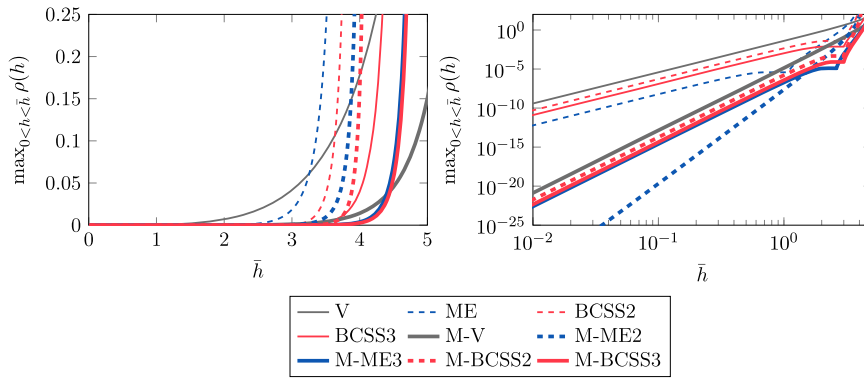 0.25
0.2
0.15
0.1
0.05
0
0 1 2 3 4 5
h̄
max_{0<h<h̄} ρ(h)
10^0
10^{-5}
10^{-10}
10^{-15}
10^{-20}
10^{-25}
10^{-2} 10^{-1} 10^0
h̄
max_{0<h<h̄} ρ(h)
V ME BCSS2
BCSS3 M-V M-ME2
M-ME3 M-BCSS2 M-BCSS3